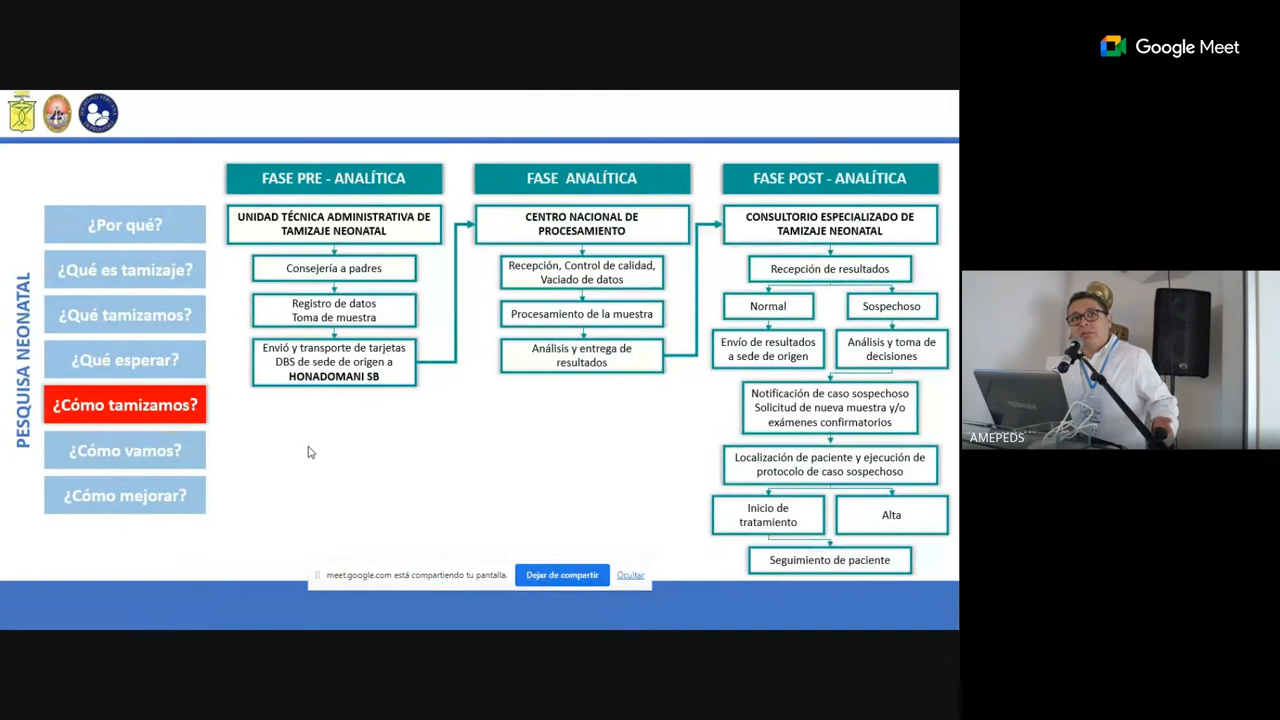 Google Meet
PESQUISA NEONATAL
¿Por qué?
¿Qué es tamizaje?
¿Qué tamizamos?
¿Qué esperar?
¿Cómo tamizamos?
¿Cómo vamos?
¿Cómo mejorar?
FASE PRE - ANALÍTICA
UNIDAD TÉCNICA ADMINISTRATIVA DE
TAMIZAJE NEONATAL
Consejería a padres
Registro de datos
Toma de muestra
Envió y transporte de tarjetas
DBS de sede de origen a
HONADOMANI SB
FASE ANALÍTICA
CENTRO NACIONAL DE
PROCESAMIENTO
Recepción, Control de calidad,
Vaciado de datos
Procesamiento de la muestra
Análisis y entrega de
resultados
FASE POST - ANALÍTICA
CONSULTORIO ESPECIALIZADO DE
TAMIZAJE NEONATAL
Recepción de resultados
Normal
Sospechoso
Envío de resultados
a sede de origen
Análisis y toma de
decisiones
Notificación de caso sospechoso
Solicitud de nueva muestra y/o
exámenes confirmatorios
Localización de paciente y ejecución de
protocolo de caso sospechoso
Inicio de
tratamiento
Alta
Seguimiento de paciente
meet.google.com está compartiendo tu pantalla.
Dejar de compartir
Ocultar
TOSHIBA
AMEPEDS